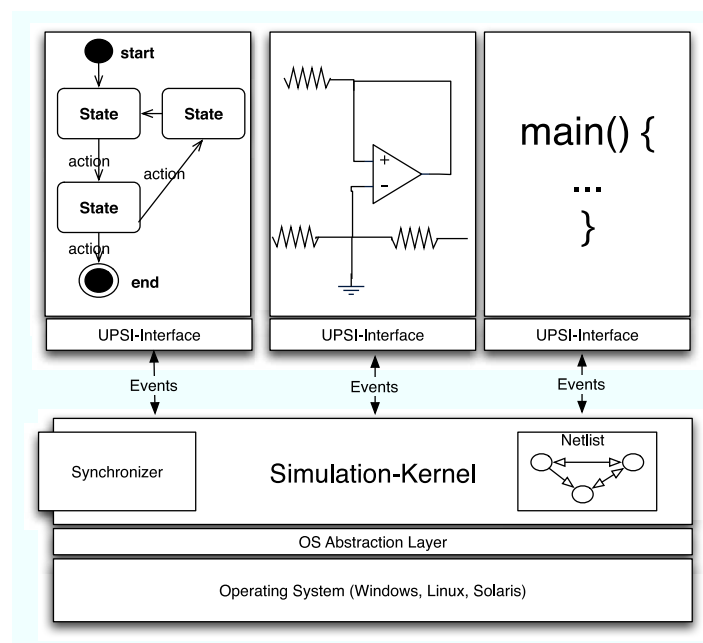 start
State
State
action
action
State
action
end
+
-
main() {
...
}
UPSI-Interface
UPSI-Interface
UPSI-Interface
Events
Events
Events
Synchronizer
Simulation-Kernel
Netlist
OS Abstraction Layer
Operating System (Windows, Linux, Solaris)